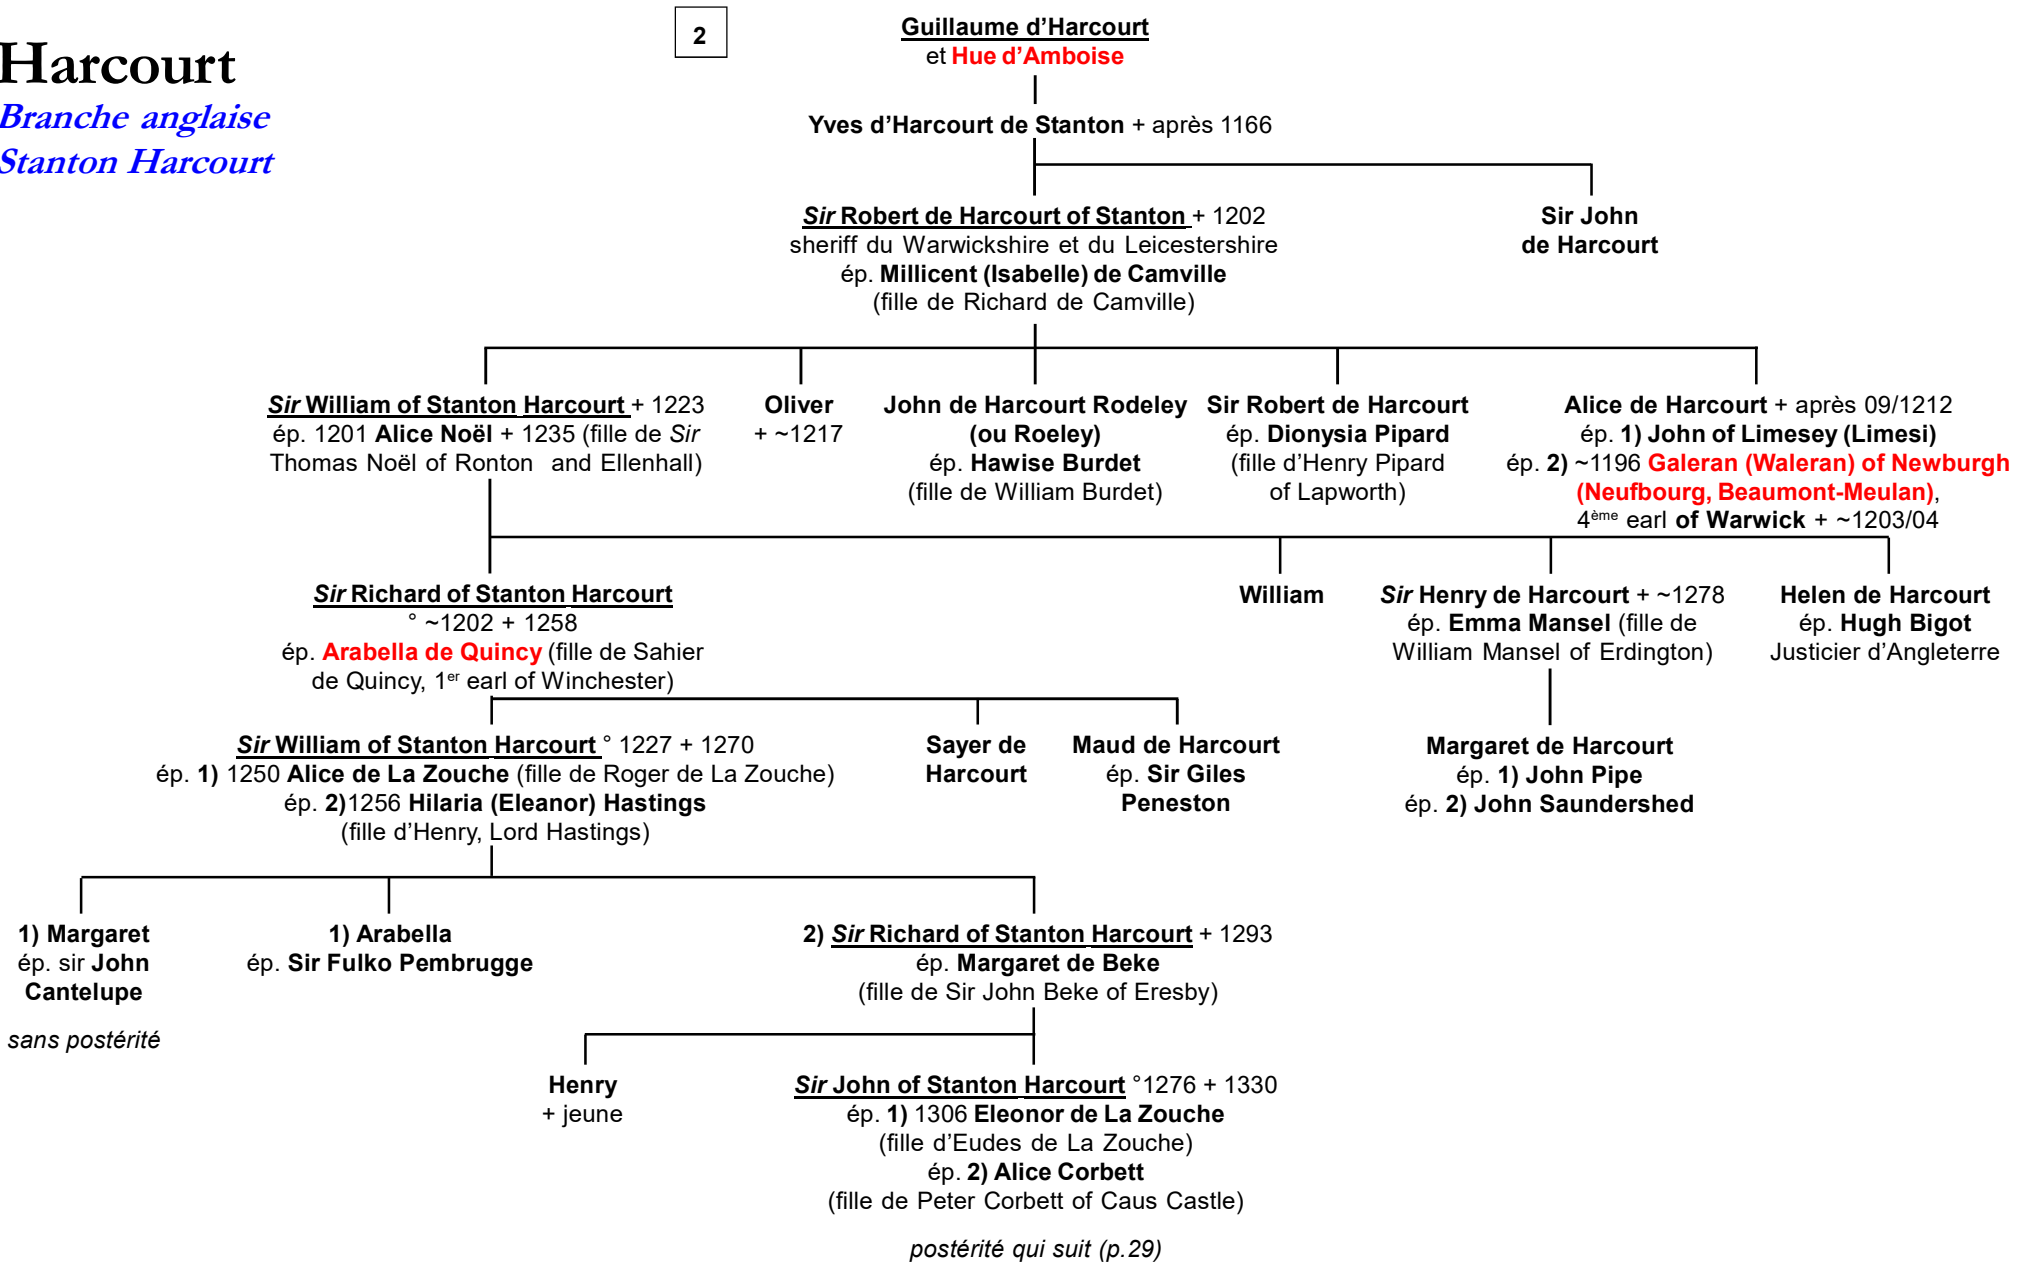 Harcourt
Branche anglaise
Stanton Harcourt
2
Guillaume d’Harcourt
et Hue d’Amboise
Yves d’Harcourt de Stanton + après 1166
Sir Robert de Harcourt of Stanton + 1202
sheriff du Warwickshire et du Leicestershire
ép. Millicent (Isabelle) de Camville
(fille de Richard de Camville)
Sir John
de Harcourt
Sir William of Stanton Harcourt + 1223
ép. 1201 Alice Noël + 1235 (fille de Sir
Thomas Noël of Ronton and Ellenhall)
Oliver
+ ~1217
John de Harcourt Rodeley
(ou Roeley)
ép. Hawise Burdet
(fille de William Burdet)
Sir Robert de Harcourt
ép. Dionysia Pipard
(fille d’Henry Pipard
of Lapworth)
Alice de Harcourt + après 09/1212
ép. 1) John of Limesey (Limesi)
ép. 2) ~1196 Galeran (Waleran) of Newburgh
(Neufbourg, Beaumont-Meulan),
4ème earl of Warwick + ~1203/04
Sir Richard of Stanton Harcourt
° ~1202 + 1258
ép. Arabella de Quincy (fille de Sahier
de Quincy, 1er earl of Winchester)
William
Sir Henry de Harcourt + ~1278
ép. Emma Mansel (fille de
William Mansel of Erdington)
Helen de Harcourt
ép. Hugh Bigot
Justicier d’Angleterre
Sir William of Stanton Harcourt ° 1227 + 1270
ép. 1) 1250 Alice de La Zouche (fille de Roger de La Zouche)
ép. 2)1256 Hilaria (Eleanor) Hastings
(fille d’Henry, Lord Hastings)
Sayer de
Harcourt
Maud de Harcourt
ép. Sir Giles
Peneston
Margaret de Harcourt
ép. 1) John Pipe
ép. 2) John Saundershed
1) Margaret
ép. sir John
Cantelupe
sans postérité
1) Arabella
ép. Sir Fulko Pembrugge
2) Sir Richard of Stanton Harcourt + 1293
ép. Margaret de Beke
(fille de Sir John Beke of Eresby)
Henry
+ jeune
Sir John of Stanton Harcourt °1276 + 1330
ép. 1) 1306 Eleonor de La Zouche
(fille d’Eudes de La Zouche)
ép. 2) Alice Corbett
(fille de Peter Corbett of Caus Castle)
postérité qui suit (p.29)